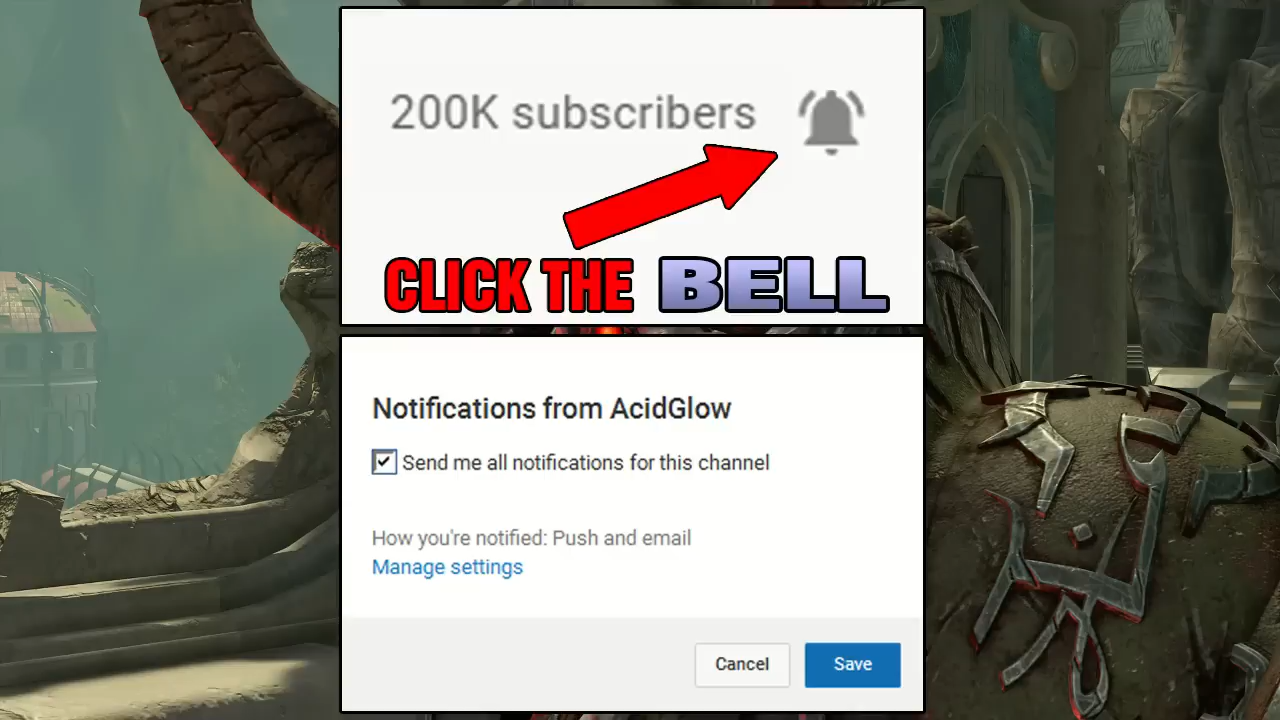 200K subscribers
CLICK THE BELL
Notifications from AcidGlow
Send me all notifications for this channel
How you're notified: Push and email
Manage settings
Cancel
Save